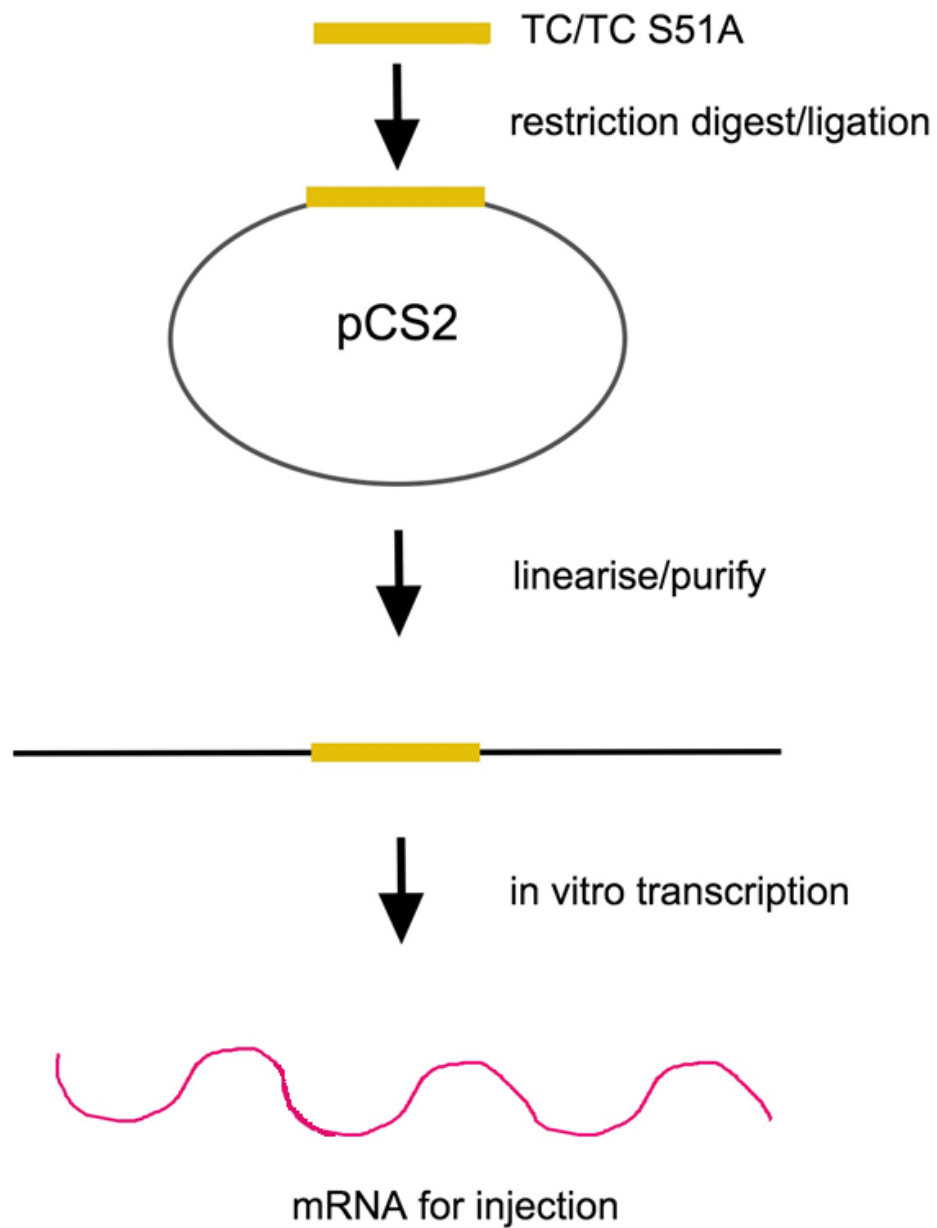 TC/TC S51A
restriction digest/ligation
pCS2
linearise/purify
in vitro transcription
mRNA for injection